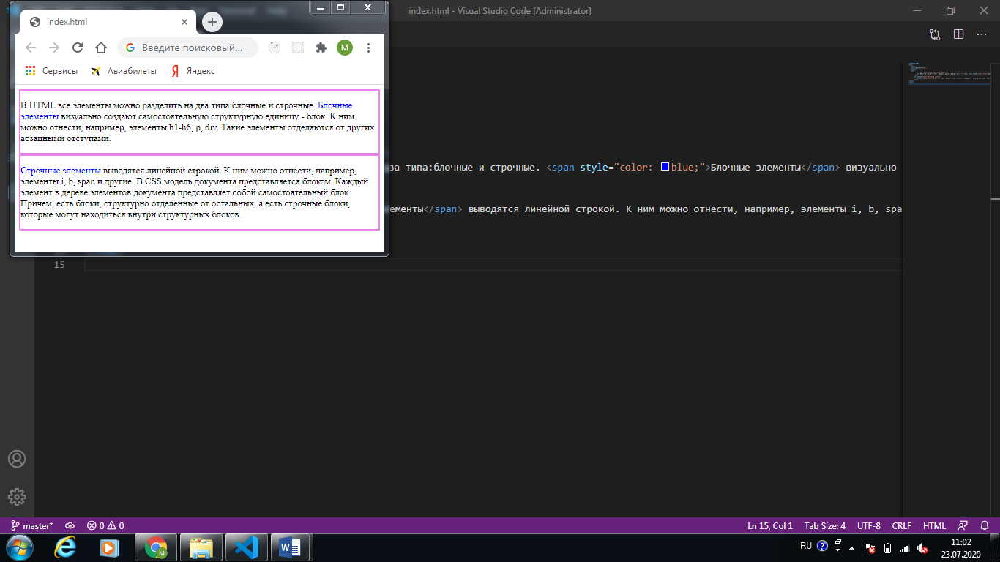 index.html - Visual Studio Code [Administrator]
index.html
Введите поисковый...
M
Сервисы
Авиабилеты
Яндекс
В HTML все элементы можно разделить на два типа:блочные и строчные. Блочные
элементы визуально создают самостоятельную структурную единицу - блок. К ним
можно отнести, например, элементы h1-h6, p, div. Такие элементы отделяются от других
абзацными отступами.
Строчные элементы выводятся линейной строкой. К ним можно отнести, например,
элементы i, b, span и другие. В CSS модель документа представляется блоком. Каждый
элемент в дереве элементов документа представляет собой самостоятельный блок.
Причем, есть блоки, структурно отделенные от остальных, а есть строчные блоки,
которые могут находиться внутри структурных блоков.
ва типа:блочные и строчные. <span style="color: blue;">Блочные элементы</span> визуально
ементы</span> выводятся линейной строкой. К ним можно отнести, например, элементы i, b, spa
15
master* 0 0 Ln 15, Col 1 Tab Size: 4 UTF-8 CRLF HTML
RU 11:02
23.07.2020